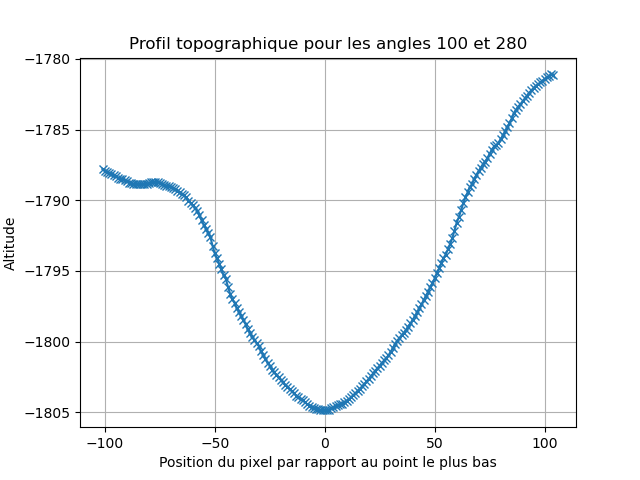 Profil topographique pour les angles 100 et 280
−1780
−1785
−1790
−1795
−1800
−1805
Altitude
−100 −50 0 50 100
Position du pixel par rapport au point le plus bas